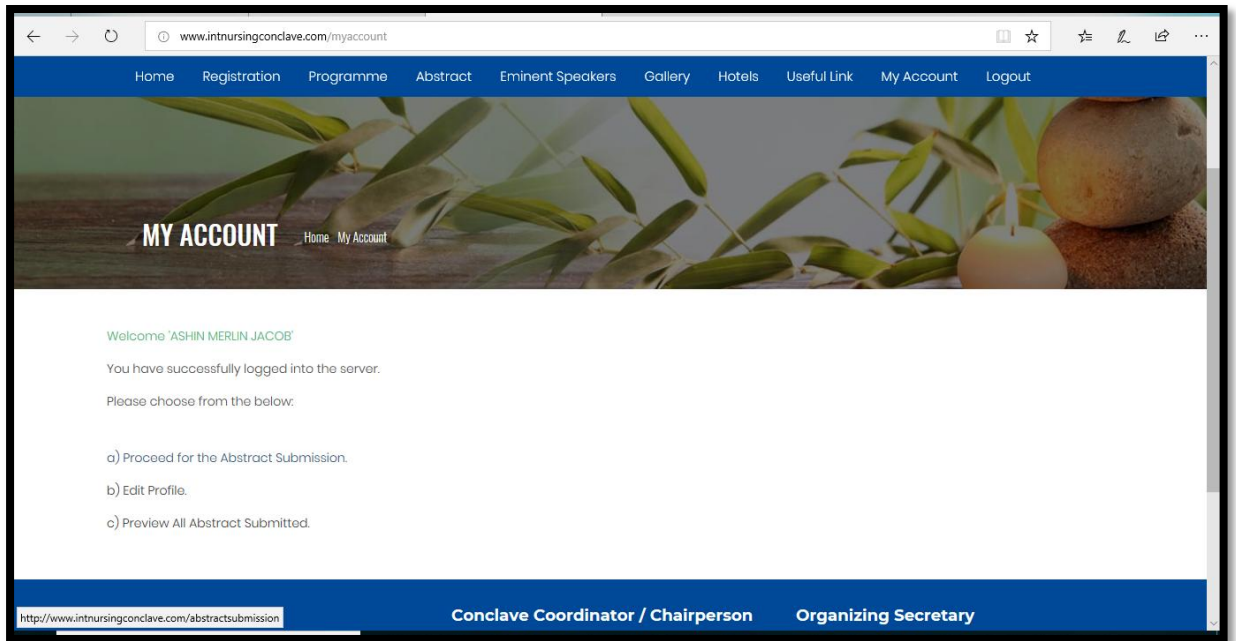 www.intnursingconclave.com/myaccount
Home Registration Programme Abstract Eminent Speakers Gallery Hotels Useful Link My Account Logout
MY ACCOUNT Home My Account
Welcome 'ASHIN MERLIN JACOB'
You have successfully logged into the server.
Please choose from the below:
a) Proceed for the Abstract Submission.
b) Edit Profile.
c) Preview All Abstract Submitted.
Conclave Coordinator / Chairperson Organizing Secretary
http://www.intnursingconclave.com/abstractsubmission